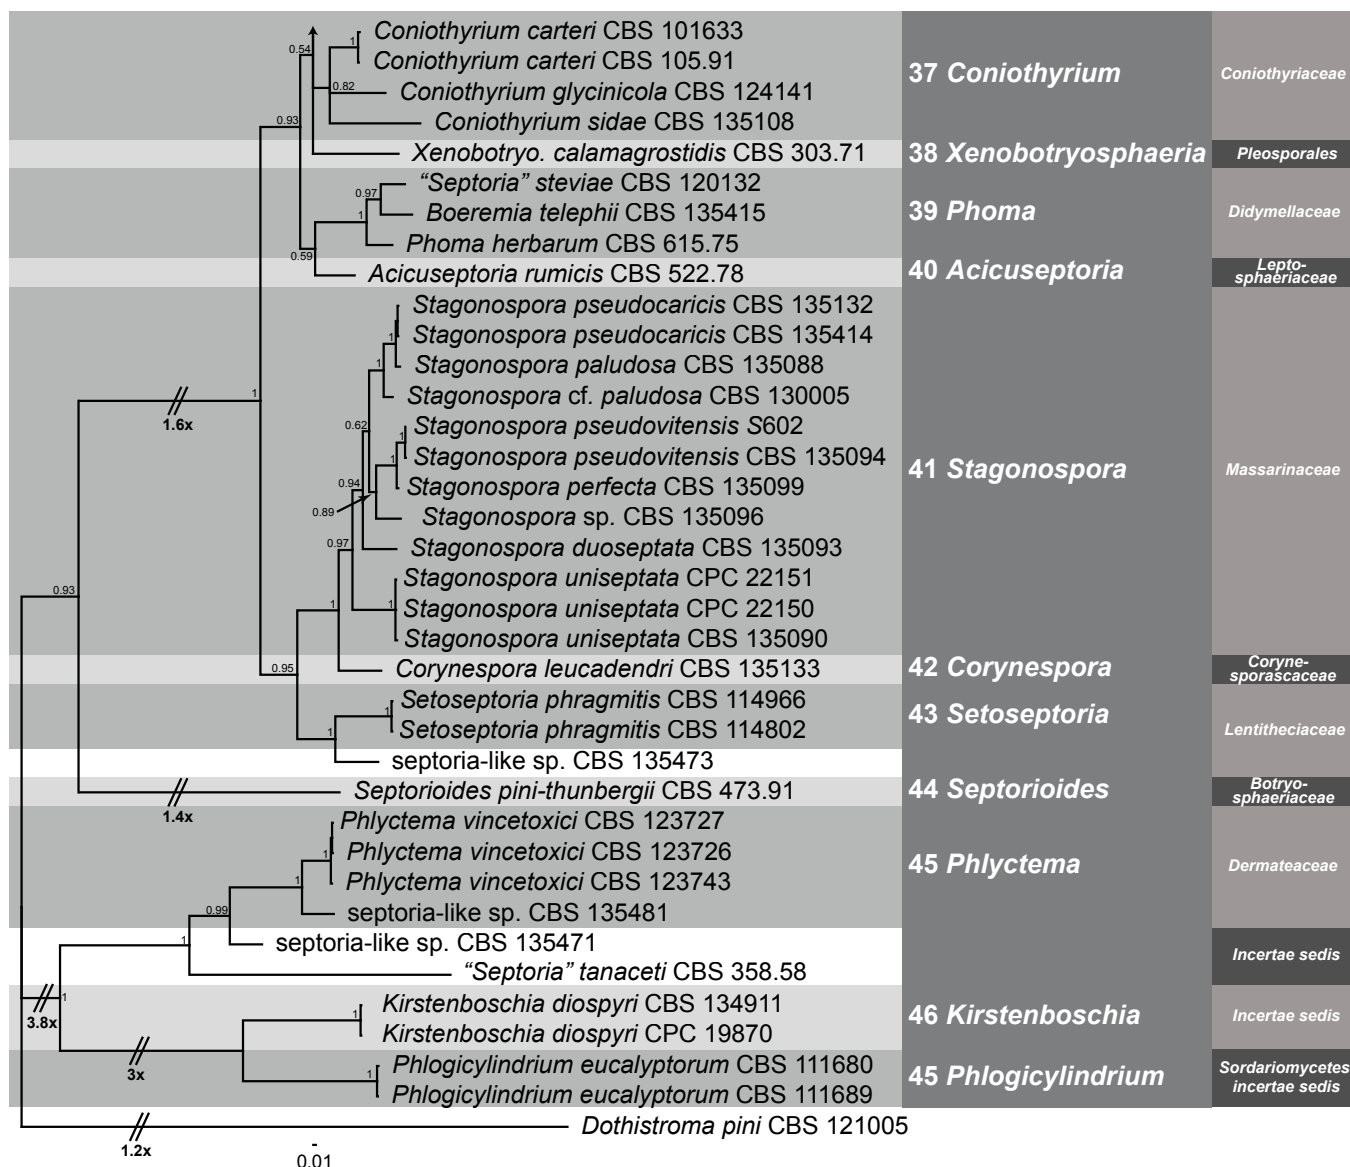 Coniothyrium carteri CBS 101633
Coniothyrium carteri CBS 105.91
Coniothyrium glycinicola CBS 124141
Coniothyrium sidae CBS 135108
37 Coniothyrium
Coniothyriaceae
Xenobotryo. calamagrostidis CBS 303.71
38 Xenobotryosphaeria
Pleosporales
“Septoria” steviae CBS 120132
Boeremia telephii CBS 135415
Phoma herbarum CBS 615.75
39 Phoma
Didymellaceae
Acicuseptoria rumicis CBS 522.78
40 Acicuseptoria
Lepto-
sphaeriaceae
Stagonospora pseudocaricis CBS 135132
Stagonospora pseudocaricis CBS 135414
Stagonospora paludosa CBS 135088
Stagonospora cf. paludosa CBS 130005
Stagonospora pseudovitensis S602
Stagonospora pseudovitensis CBS 135094
Stagonospora perfecta CBS 135099
Stagonospora sp. CBS 135096
Stagonospora duoseptata CBS 135093
Stagonospora uniseptata CPC 22151
Stagonospora uniseptata CPC 22150
Stagonospora uniseptata CBS 135090
41 Stagonospora
Massarinaceae
Corynespora leucadendri CBS 135133
42 Corynespora
Coryne-
sporascaceae
Setoseptoria phragmitis CBS 114966
Setoseptoria phragmitis CBS 114802
septoria-like sp. CBS 135473
43 Setoseptoria
Lentitheciaceae
Septorioides pini-thunbergii CBS 473.91
44 Septorioides
Botryo-
sphaeriaceae
Phlyctema vincetoxici CBS 123727
Phlyctema vincetoxici CBS 123726
Phlyctema vincetoxici CBS 123743
septoria-like sp. CBS 135481
45 Phlyctema
Dermateaceae
septoria-like sp. CBS 135471
“Septoria” tanaceti CBS 358.58
Incertae sedis
Kirstenboschia diospyri CBS 134911
Kirstenboschia diospyri CPC 19870
46 Kirstenboschia
Incertae sedis
Phlogicylindrium eucalyptorum CBS 111680
Phlogicylindrium eucalyptorum CBS 111689
45 Phlogicylindrium
Sordariomycetes
incertae sedis
Dothistroma pini CBS 121005
0.54
1
0.82
0.93
0.97
1
0.59
1
1
1
1.6x
0.62
1
1
0.94
0.89
0.97
1
1
0.93
0.95
1
1
1.4x
1
1
0.99
1
1
3.8x
1
3x
1
1.2x
0.01